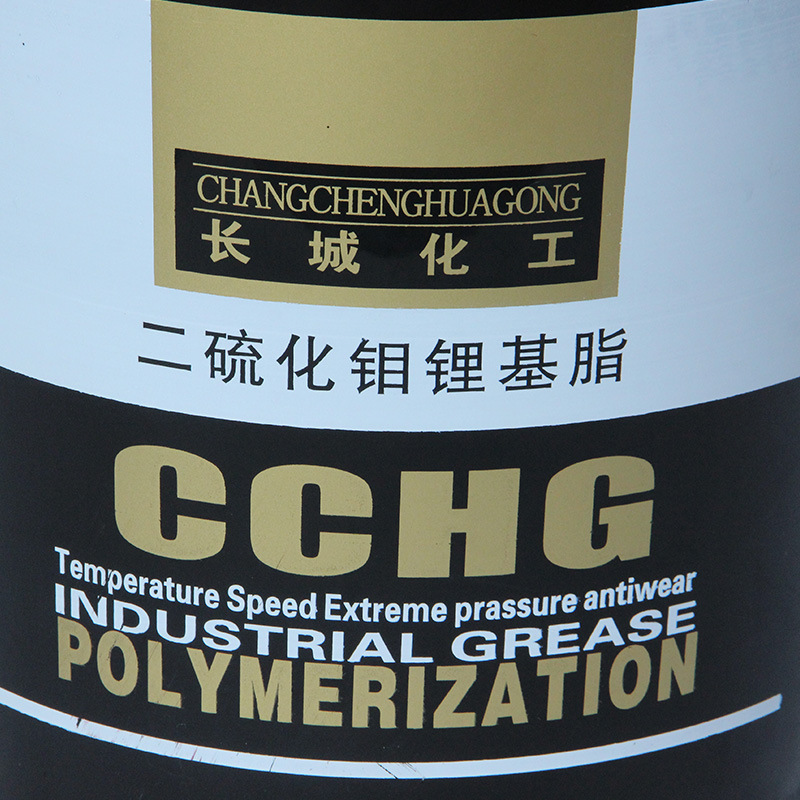 CHANGCHENGHUAGONG
长城化工
二硫化钼锂基脂
CCHG
Temperature Speed Extreme prassure antiwear
INDUSTRIAL GREASE
POLYMERIZATION